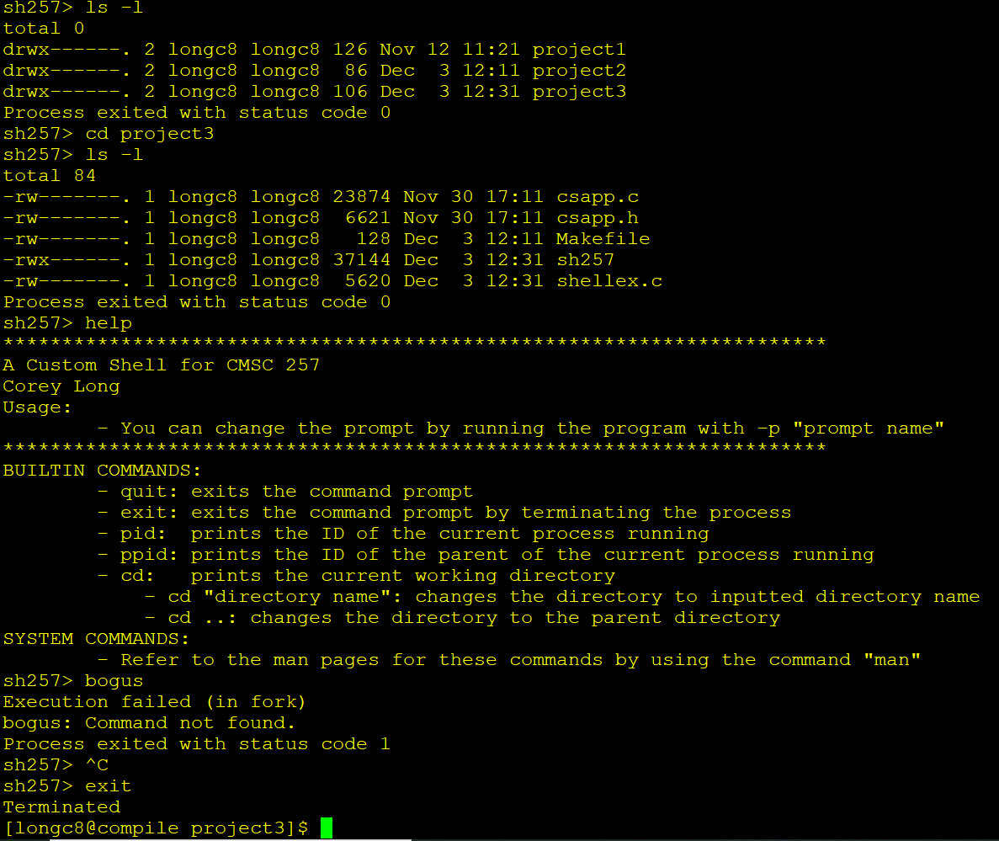 sh257> ls -l
total 0
drwx------. 2 longc8 longc8 126 Nov 12 11:21 project1
drwx------. 2 longc8 longc8  86 Dec  3 12:11 project2
drwx------. 2 longc8 longc8 106 Dec  3 12:31 project3
Process exited with status code 0
sh257> cd project3
sh257> ls -l
total 84
-rw-------. 1 longc8 longc8 23874 Nov 30 17:11 csapp.c
-rw-------. 1 longc8 longc8  6621 Nov 30 17:11 csapp.h
-rw-------. 1 longc8 longc8   128 Dec  3 12:11 Makefile
-rwx------. 1 longc8 longc8 37144 Dec  3 12:31 sh257
-rw-------. 1 longc8 longc8  5620 Dec  3 12:31 shellex.c
Process exited with status code 0
sh257> help
**********************************************************************
A Custom Shell for CMSC 257
Corey Long
Usage:
        - You can change the prompt by running the program with -p "prompt name"
**********************************************************************
BUILTIN COMMANDS:
        - quit: exits the command prompt
        - exit: exits the command prompt by terminating the process
        - pid:  prints the ID of the current process running
        - ppid: prints the ID of the parent of the current process running
        - cd:   prints the current working directory
            - cd "directory name": changes the directory to inputted directory name
            - cd ..: changes the directory to the parent directory
SYSTEM COMMANDS:
        - Refer to the man pages for these commands by using the command "man"
sh257> bogus
Execution failed (in fork)
bogus: Command not found.
Process exited with status code 1
sh257> ^C
sh257> exit
Terminated
[longc8@compile project3]$